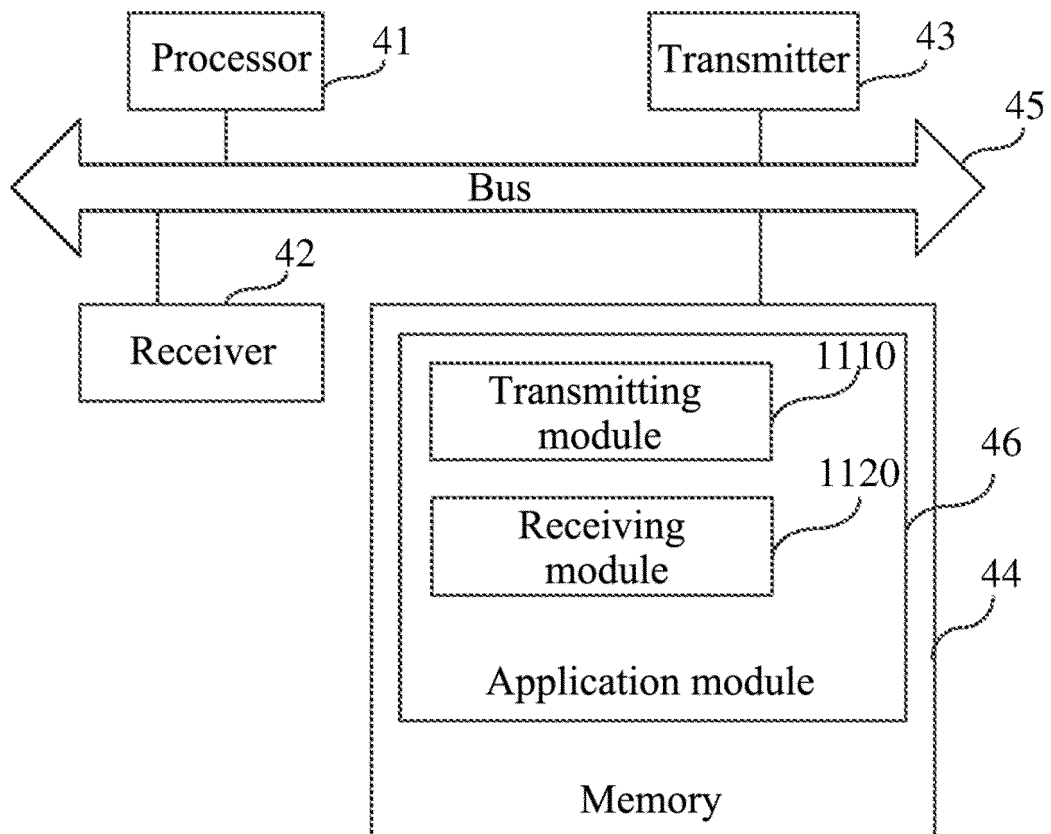 Processor
41
Transmitter
43
45
Bus
42
Receiver
1110
Transmitting
module
46
1120
Receiving
module
44
Application module
Memory